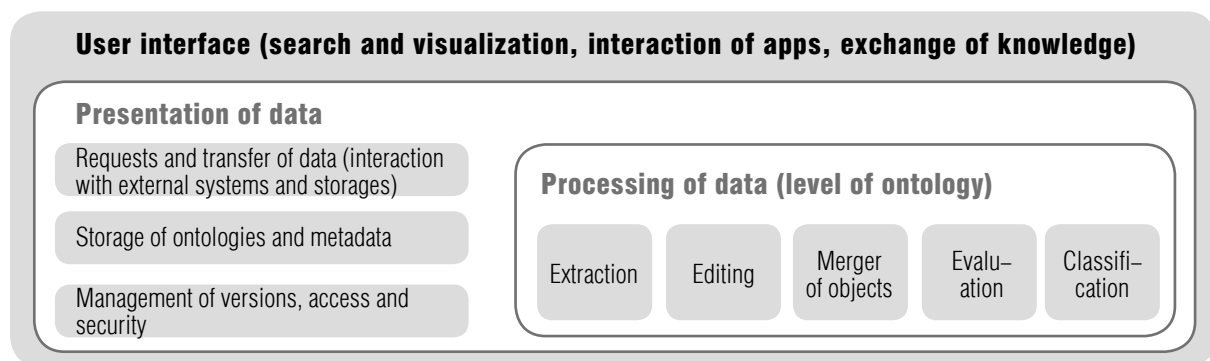 User interface (search and visualization, interaction of apps, exchange of knowledge)
Presentation of data
Requests and transfer of data (interaction
with external systems and storages)
Storage of ontologies and metadata
Management of versions, access and
security
Processing of data (level of ontology)
Extraction
Editing
Merger
of objects
Evalu–
ation
Classifi–
cation